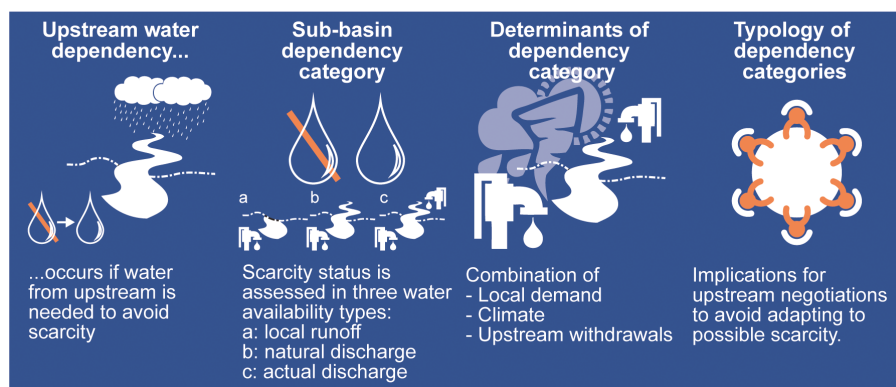 Upstream water
dependency...
...occurs if water
from upstream is
needed to avoid
scarcity
Sub-basin
dependency
category
a
b
c
Scarcity status is
assessed in three water
availability types:
a: local runoff
b: natural discharge
c: actual discharge
Determinants of
dependency
category
Combination of
- Local demand
- Climate
- Upstream withdrawals
Typology of
dependency
categories
Implications for
upstream negotiations
to avoid adapting to
possible scarcity.